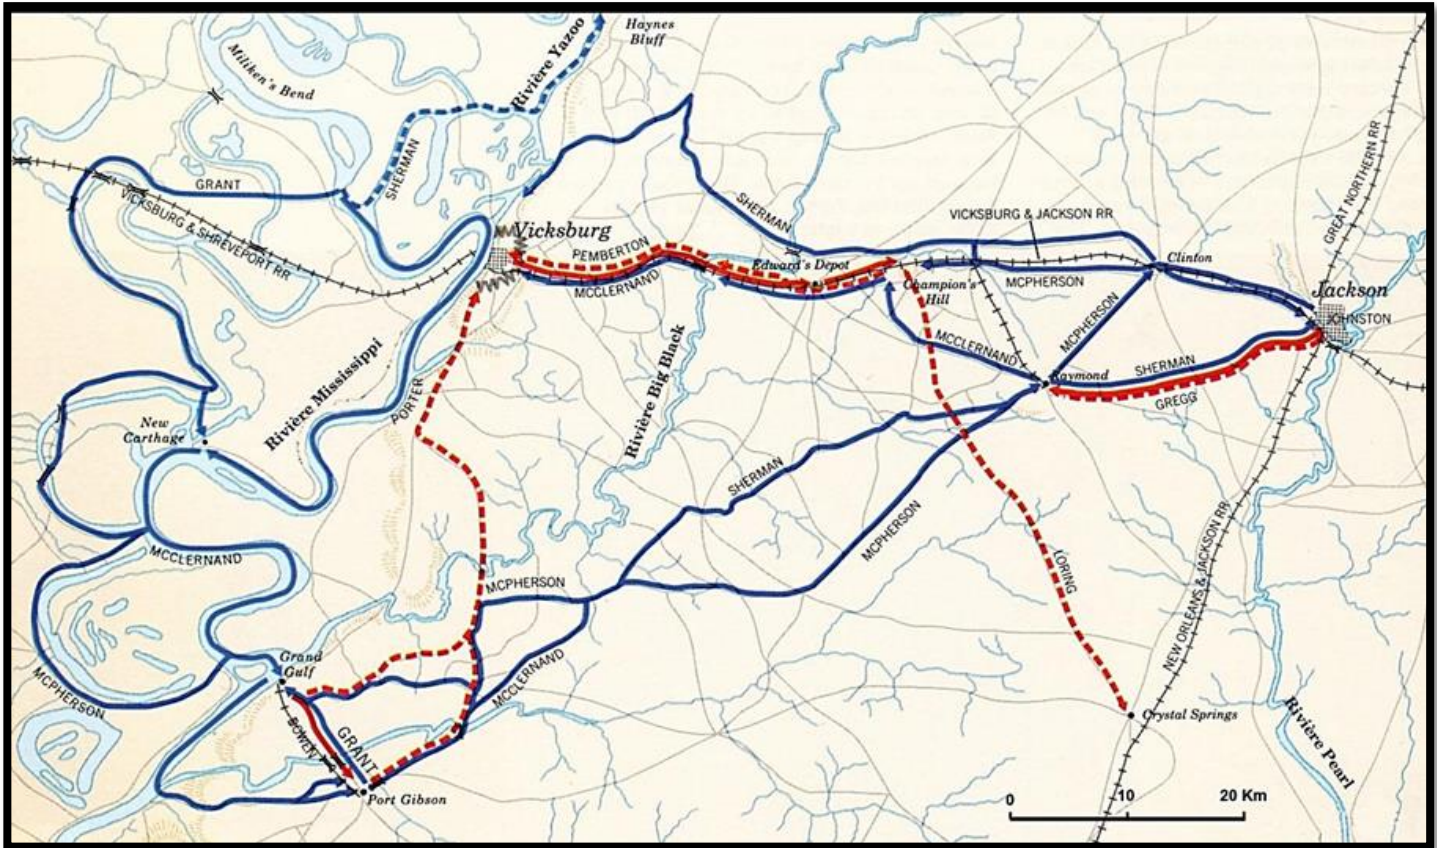 Haynes
Bluff
Rivière Yazoo
Miliken's Bend
SHERMAN
GRANT
VICKSBURG & SHREVEPORT RR
Vicksburg
PEMBERTON
MCCLERNAND
SHERMAN
VICKSBURG & JACKSON RR
GREAT NORTHERN RR
Edward's Depot
Clinton
Champion's
Hill
MCPHERSON
Jackson
JOHNSTON
MCPHERSON
MCCLERNAND
SHERMAN
Raymond
GREGG
Rivière Mississippi
PORTER
Rivière Big Black
New
Carthage
SHERMAN
MCPHERSON
LORING
NEW ORLEANS & JACKSON RR
MCCLERNAND
MCPHERSON
Grand
Gulf
MCPHERSON
MCCLERNAND
BOWEN
GRANT
Port Gibson
Crystal Springs
Rivière Pearl
0 10 20 Km